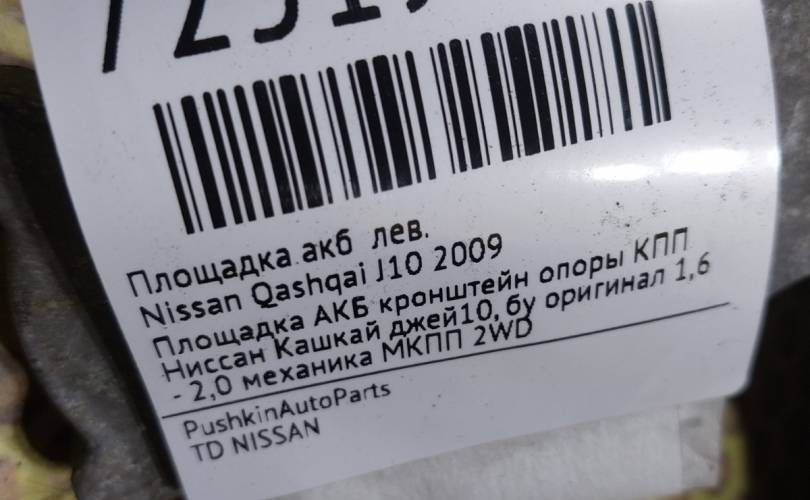 Площадка.акб лев.
Nissan Qashqai J10 2009
Площадка АКБ кронштейн опоры КПП
Ниссан Кашкай джей10, бу оригинал 1,6
- 2,0 механика МКПП 2WD
PushkinAutoParts
TD NISSAN